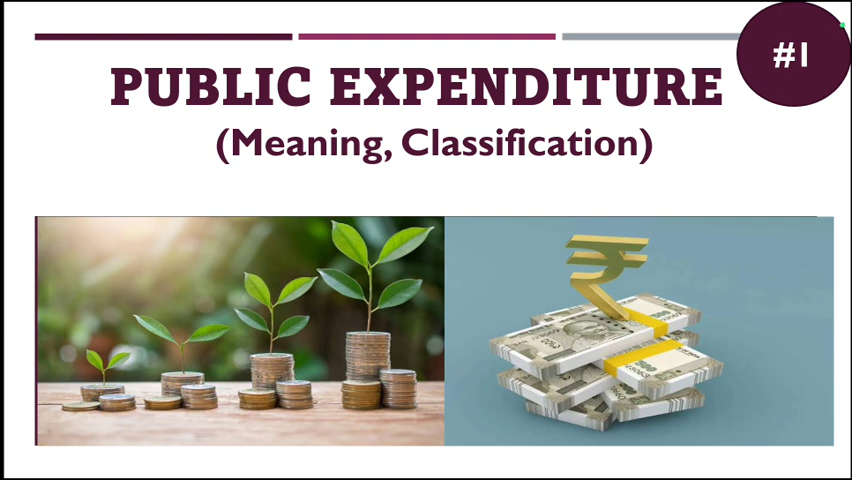 #1
PUBLIC EXPENDITURE
(Meaning, Classification)
₹